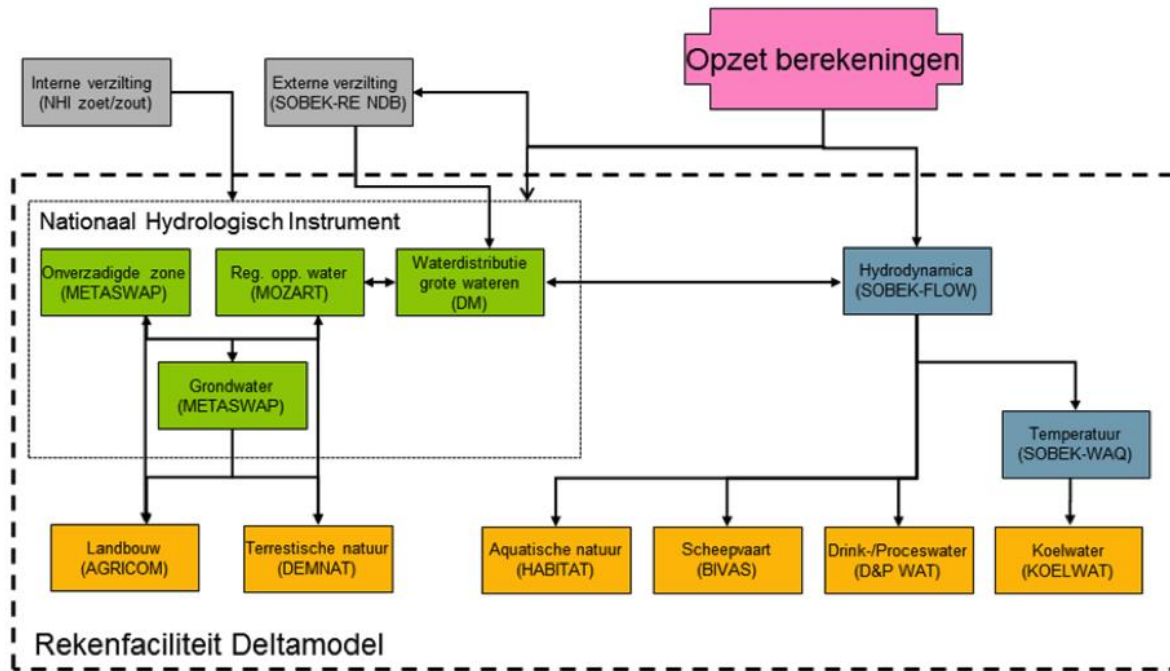 Opzet berekeningen
Interne verzilting
(NHI zoet/zout)
Externe verzilting
(SOBEK-RE NDB)
Nationaal Hydrologisch Instrument
Onverzadigde zone
(METASWAP)
Reg. opp. water
(MOZART)
Waterdistributie
grote wateren
(DM)
Hydrodynamica
(SOBEK-FLOW)
Grondwater
(METASWAP)
Temperatuur
(SOBEK-WAQ)
Landbouw
(AGRICOM)
Terrestische natuur
(DEMNAT)
Aquatische natuur
(HABITAT)
Scheepvaart
(BIVAS)
Drink-/Proceswater
(D&P WAT)
Koelwater
(KOELWAT)
Rekenfaciliteit Deltamodel